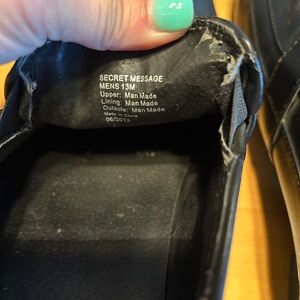 SECRET MESSAGE
MENS 13M
Upper: Man Made
Lining: Man Made
Outsole: Man Made
Made in China
06/2013